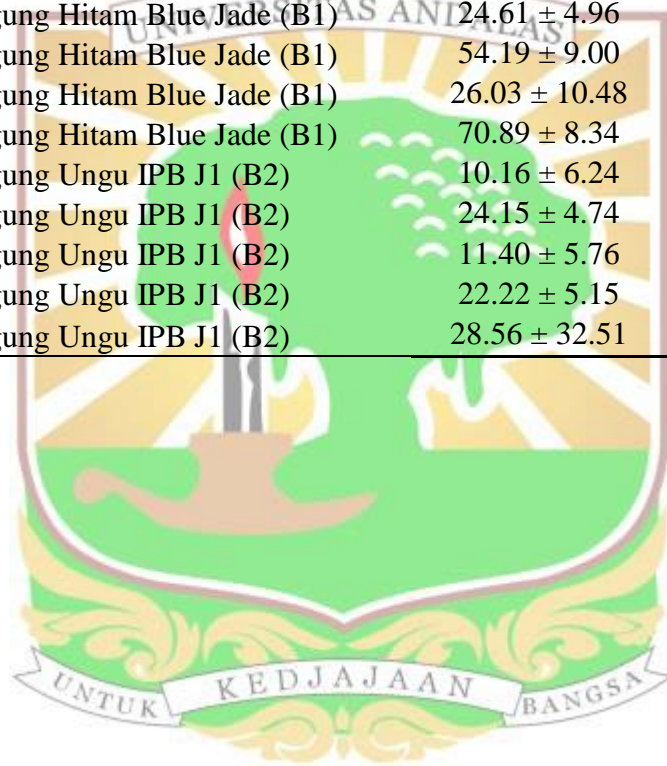 gung Hitam Blue Jade (B1) 24.61 ± 4.96
UNIVERSITAS ANDALAS
gung Hitam Blue Jade (B1) 54.19 ± 9.00
gung Hitam Blue Jade (B1) 26.03 ± 10.48
gung Hitam Blue Jade (B1) 70.89 ± 8.34
gung Ungu IPB J1 (B2) 10.16 ± 6.24
gung Ungu IPB J1 (B2) 24.15 ± 4.74
gung Ungu IPB J1 (B2) 11.40 ± 5.76
gung Ungu IPB J1 (B2) 22.22 ± 5.15
gung Ungu IPB J1 (B2) 28.56 ± 32.51
UNTUK KEDJAJAAN BANGSA